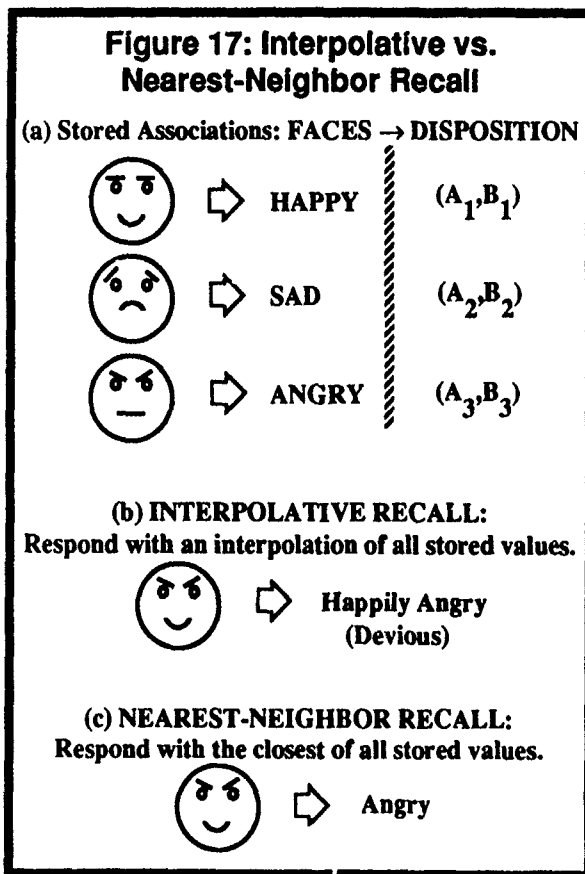 Figure 17: Interpolative vs.
Nearest-Neighbor Recall
(a) Stored Associations: FACES → DISPOSITION
HAPPY (A1,B1)
SAD (A2,B2)
ANGRY (A3,B3)
(b) INTERPOLATIVE RECALL:
Respond with an interpolation of all stored values.
Happily Angry
(Devious)
(c) NEAREST-NEIGHBOR RECALL:
Respond with the closest of all stored values.
Angry